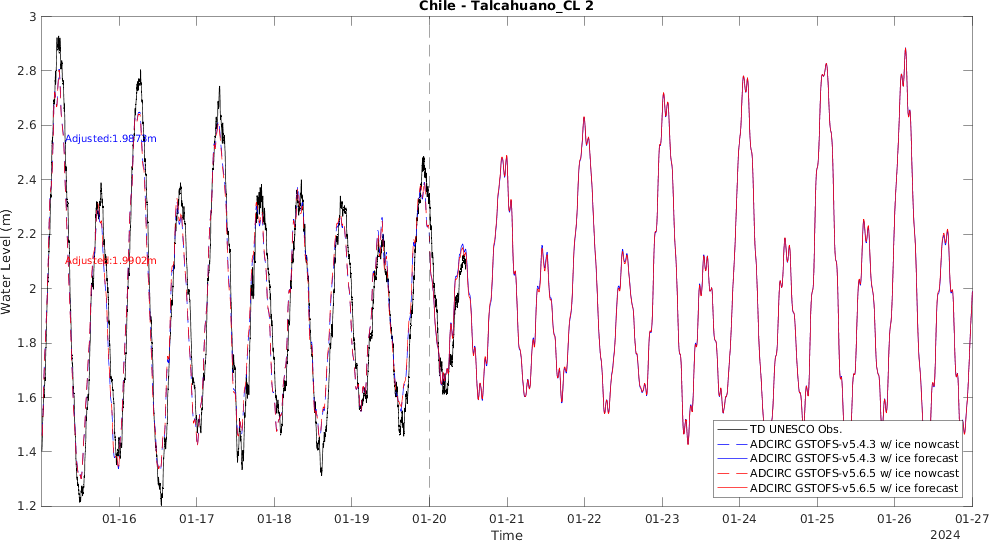 Chile - Talcahuano_CL 2
Water Level (m)
3
2.8
2.6
2.4
2.2
2
1.8
1.6
1.4
1.2
Adjusted:1.9873m
Adjusted:1.9902m
TD UNESCO Obs.
ADCIRC GSTOFS-v5.4.3 w/ ice nowcast
ADCIRC GSTOFS-v5.4.3 w/ ice forecast
ADCIRC GSTOFS-v5.6.5 w/ ice nowcast
ADCIRC GSTOFS-v5.6.5 w/ ice forecast
01-16 01-17 01-18 01-19 01-20 01-21 01-22 01-23 01-24 01-25 01-26 01-27
Time
2024